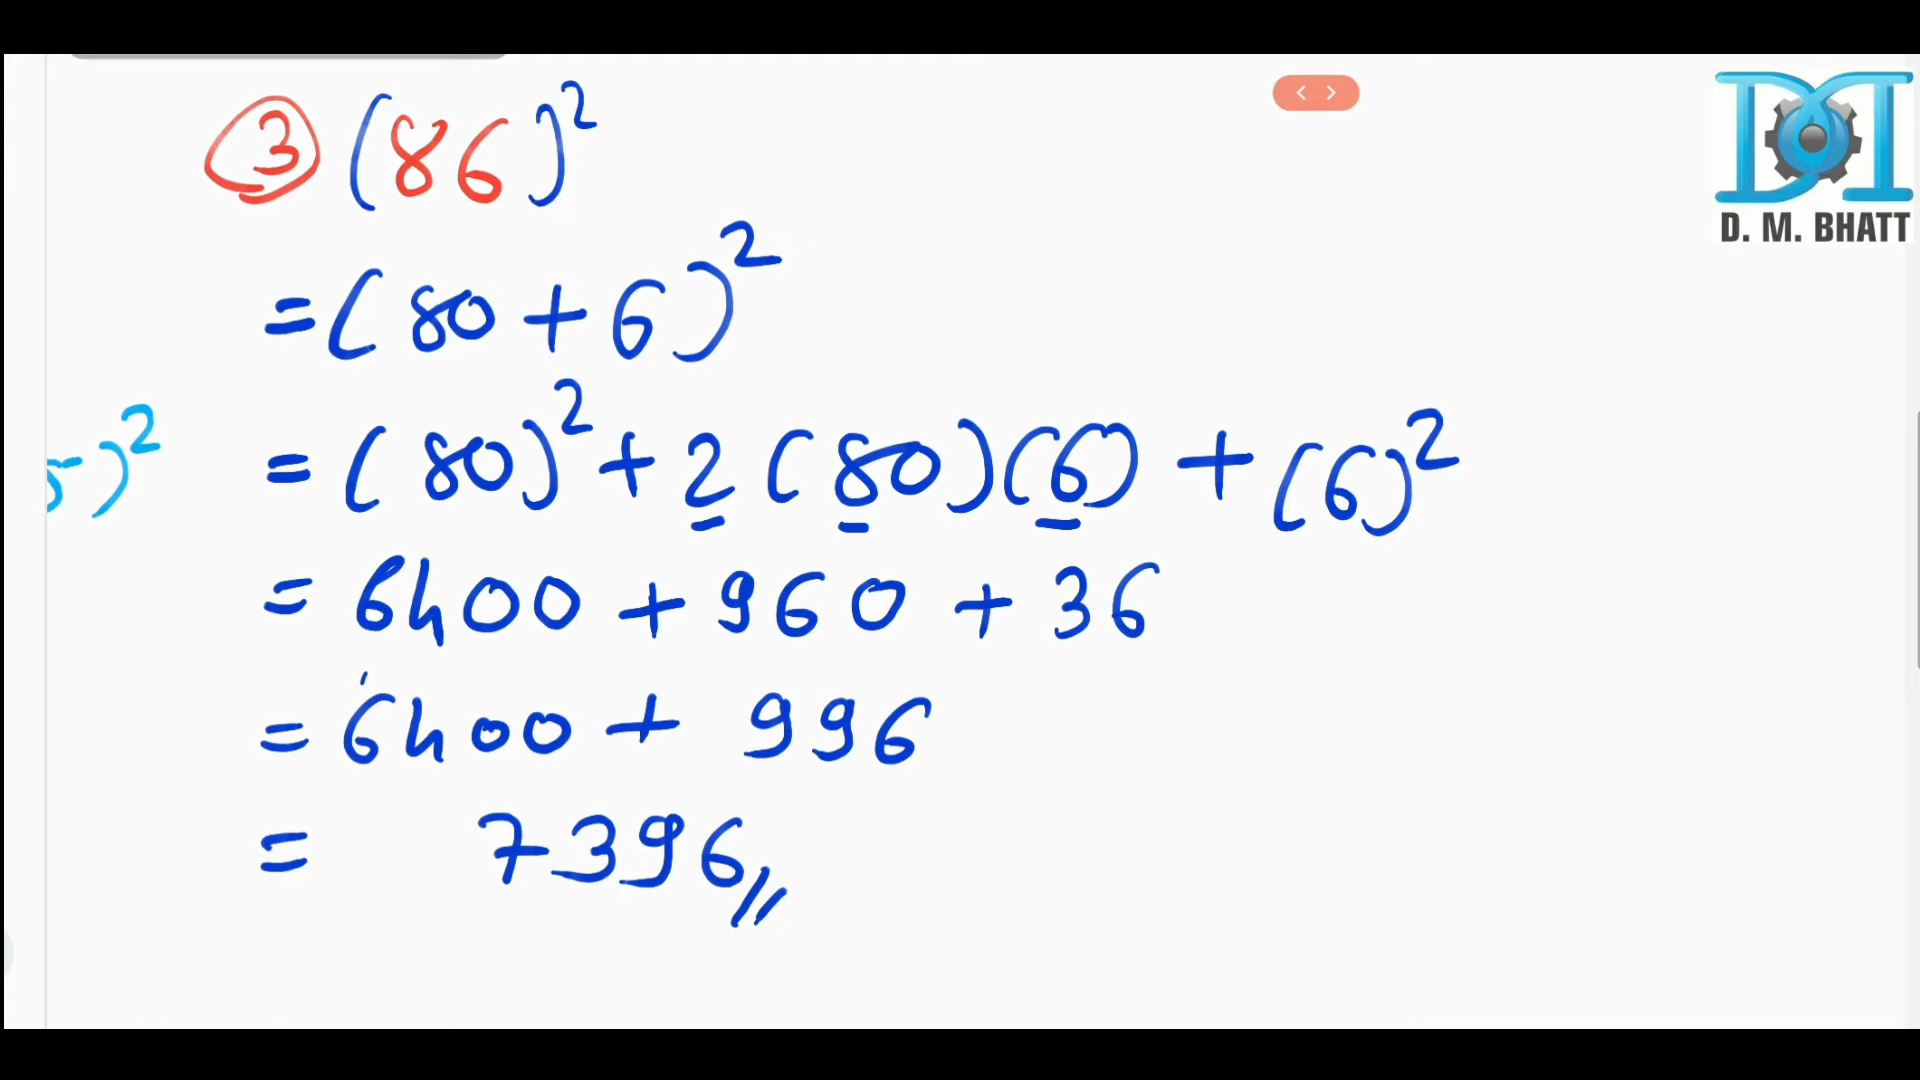 ③ (86)²
= (80 + 6)²
= (80)² + 2 (80)(6) + (6)²
= 6400 + 960 + 36
= 6400 + 996
= 7396//
)²
D. M. BHATT